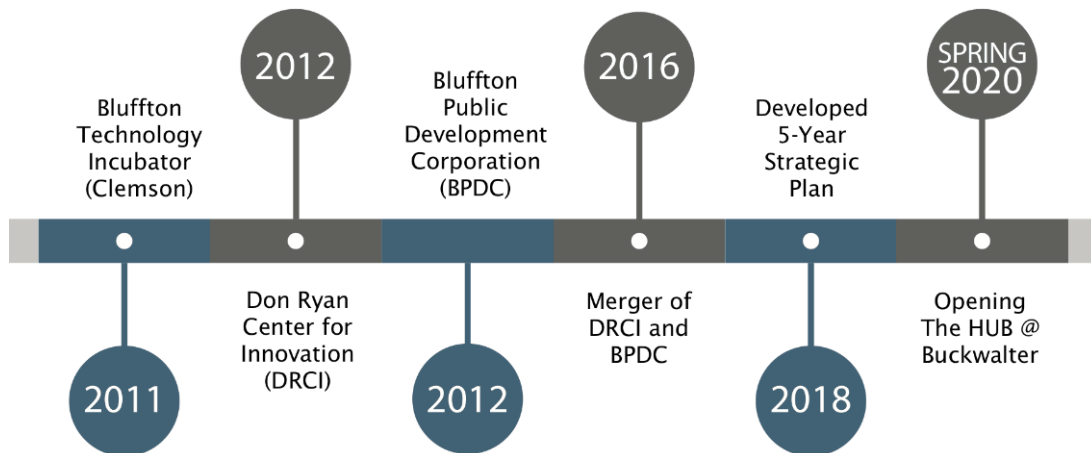 2011
Bluffton
Technology
Incubator
(Clemson)
2012
Don Ryan
Center for
Innovation
(DRCI)
2012
Bluffton
Public
Development
Corporation
(BPDC)
2016
Merger of
DRCI and
BPDC
2018
Developed
5-Year
Strategic
Plan
SPRING
2020
Opening
The HUB @
Buckwalter